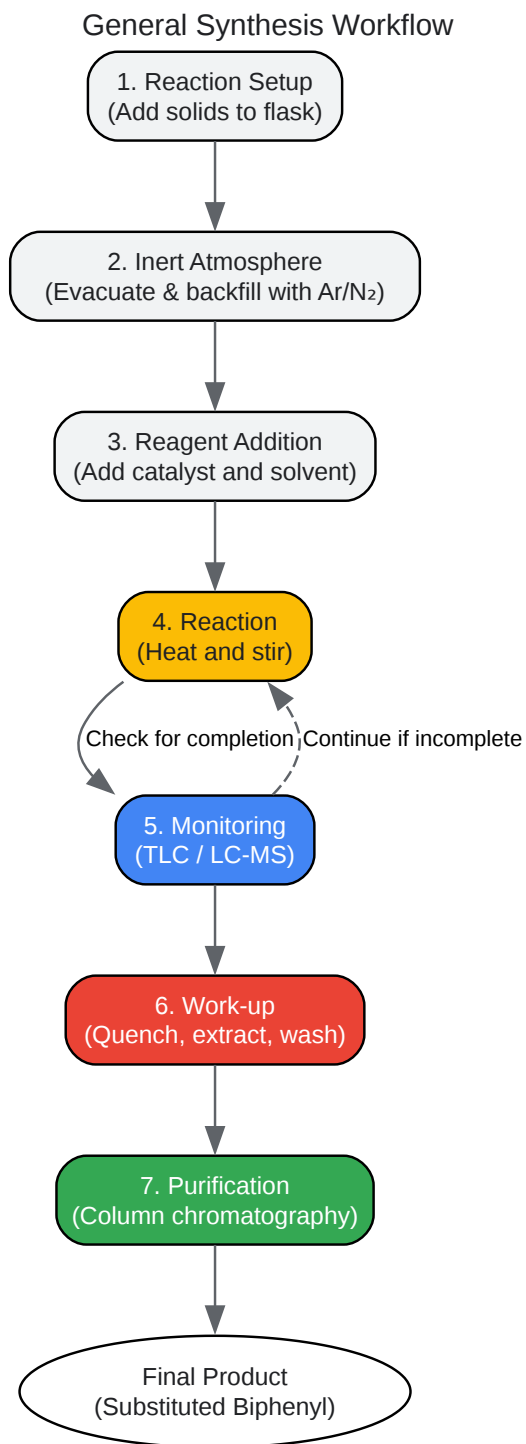 General Synthesis Workflow
1. Reaction Setup
(Add solids to flask)
2. Inert Atmosphere
(Evacuate & backfill with Ar/N₂)
3. Reagent Addition
(Add catalyst and solvent)
4. Reaction
(Heat and stir)
Check for completion
Continue if incomplete
5. Monitoring
(TLC / LC-MS)
6. Work-up
(Quench, extract, wash)
7. Purification
(Column chromatography)
Final Product
(Substituted Biphenyl)